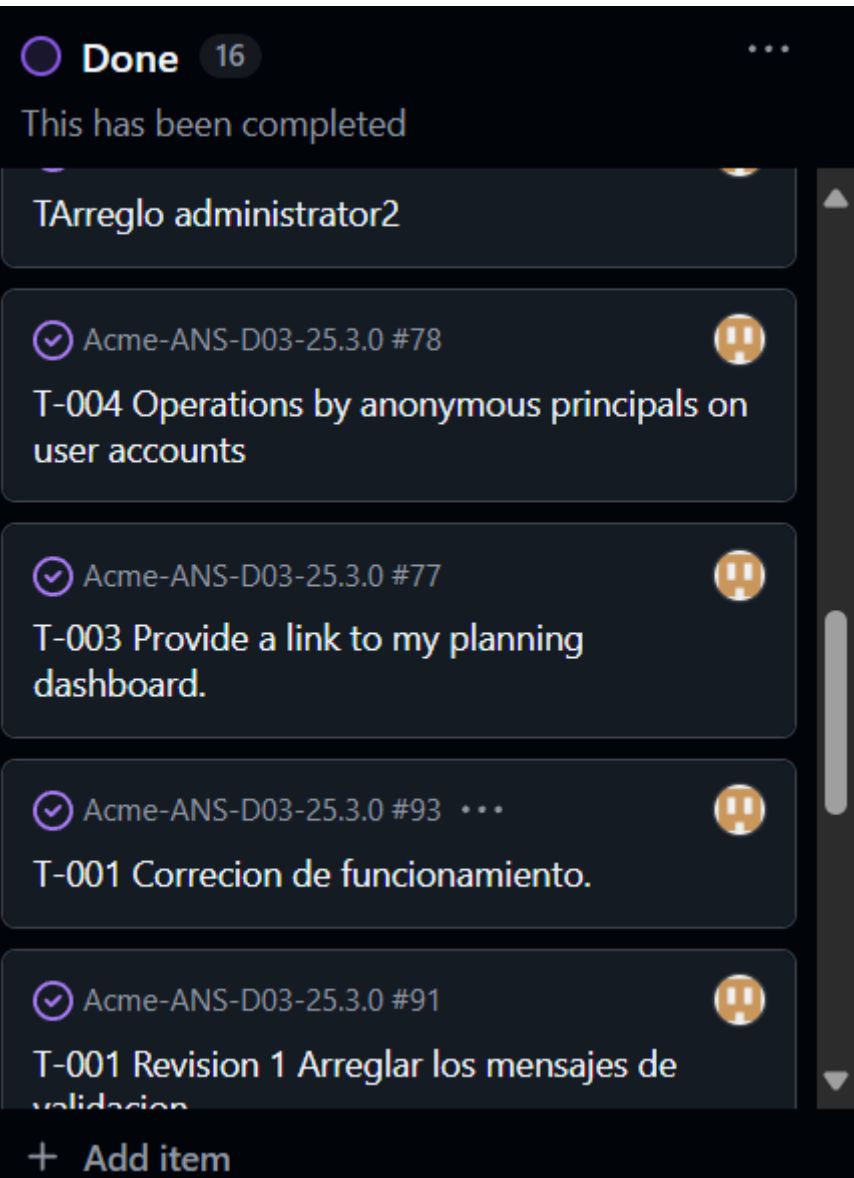 Done 16
This has been completed
TArreglo administrator2
Acme-ANS-D03-25.3.0 #78
T-004 Operations by anonymous principals on
user accounts
Acme-ANS-D03-25.3.0 #77
T-003 Provide a link to my planning
dashboard.
Acme-ANS-D03-25.3.0 #93
T-001 Correcion de funcionamiento.
Acme-ANS-D03-25.3.0 #91
T-001 Revision 1 Arreglar los mensajes de
validacion
+ Add item